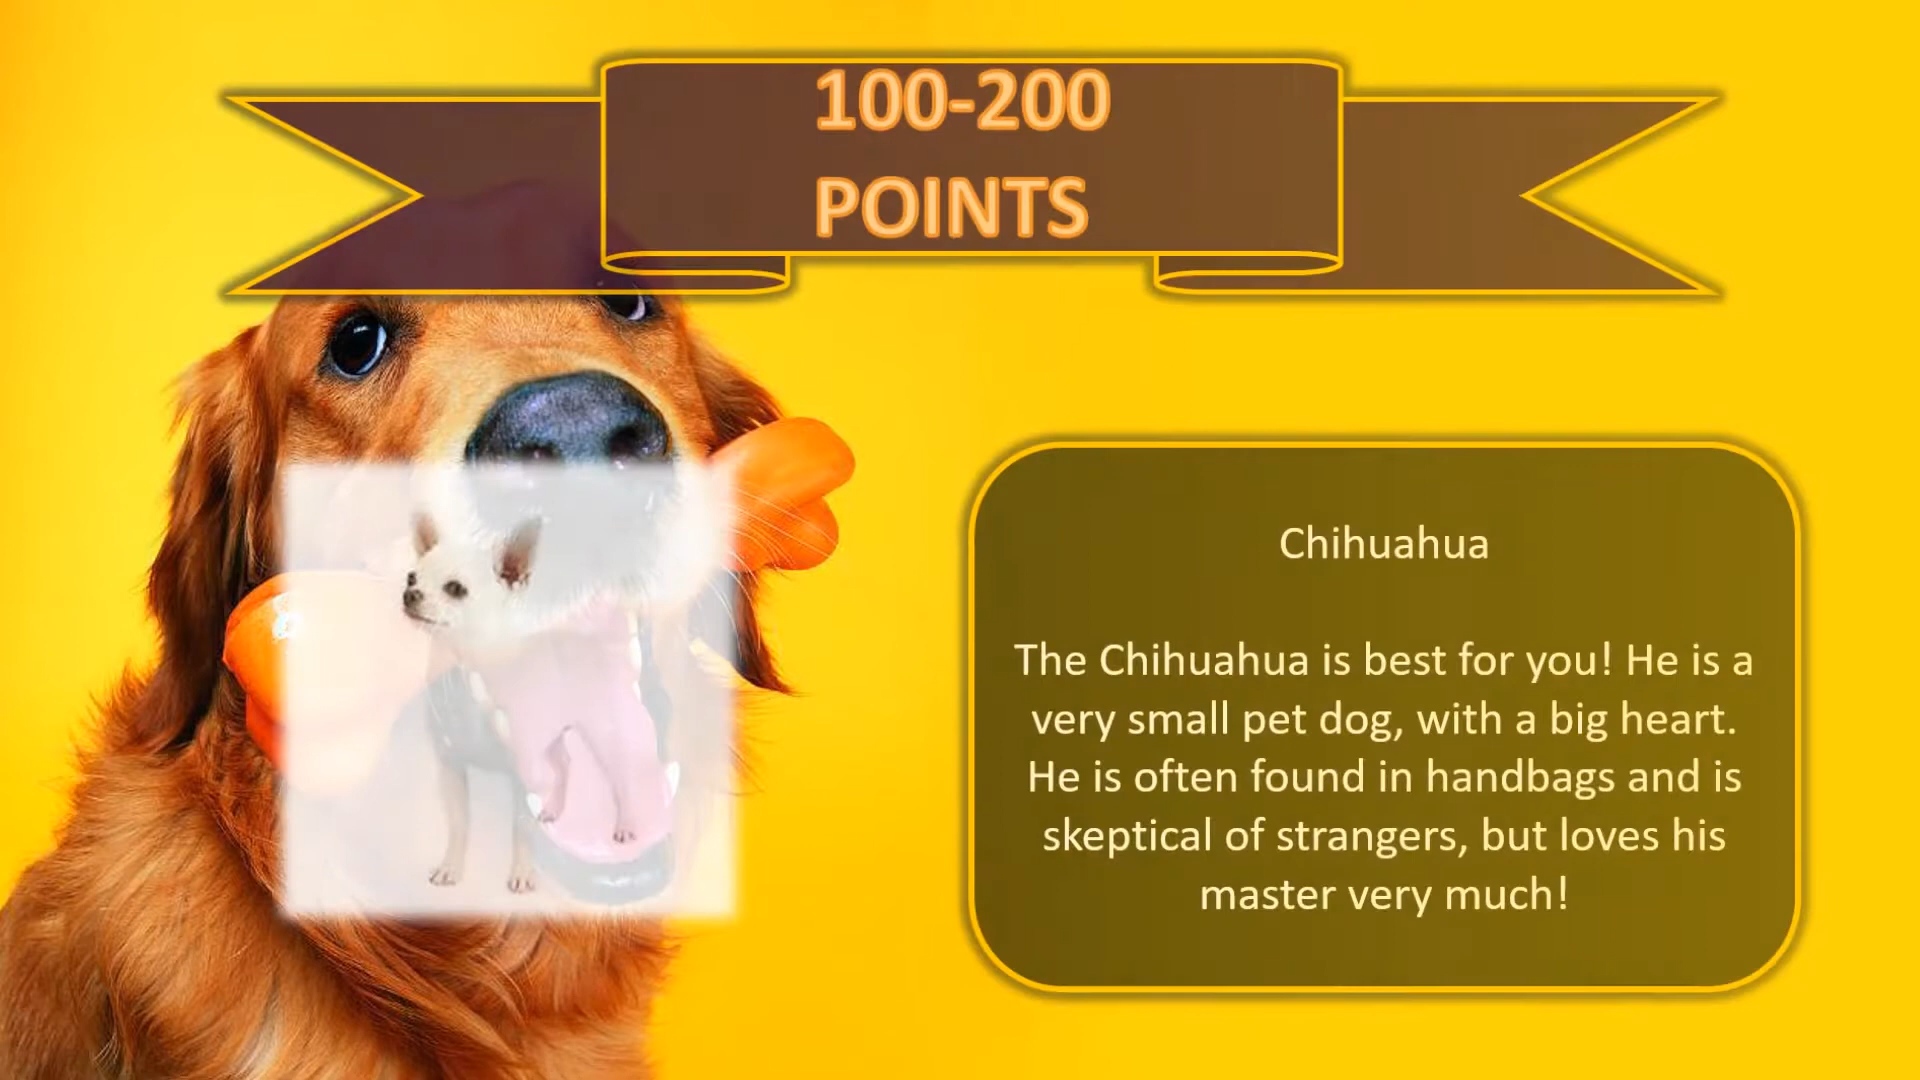 100-200
POINTS
Chihuahua
The Chihuahua is best for you! He is a
very small pet dog, with a big heart.
He is often found in handbags and is
skeptical of strangers, but loves his
master very much!